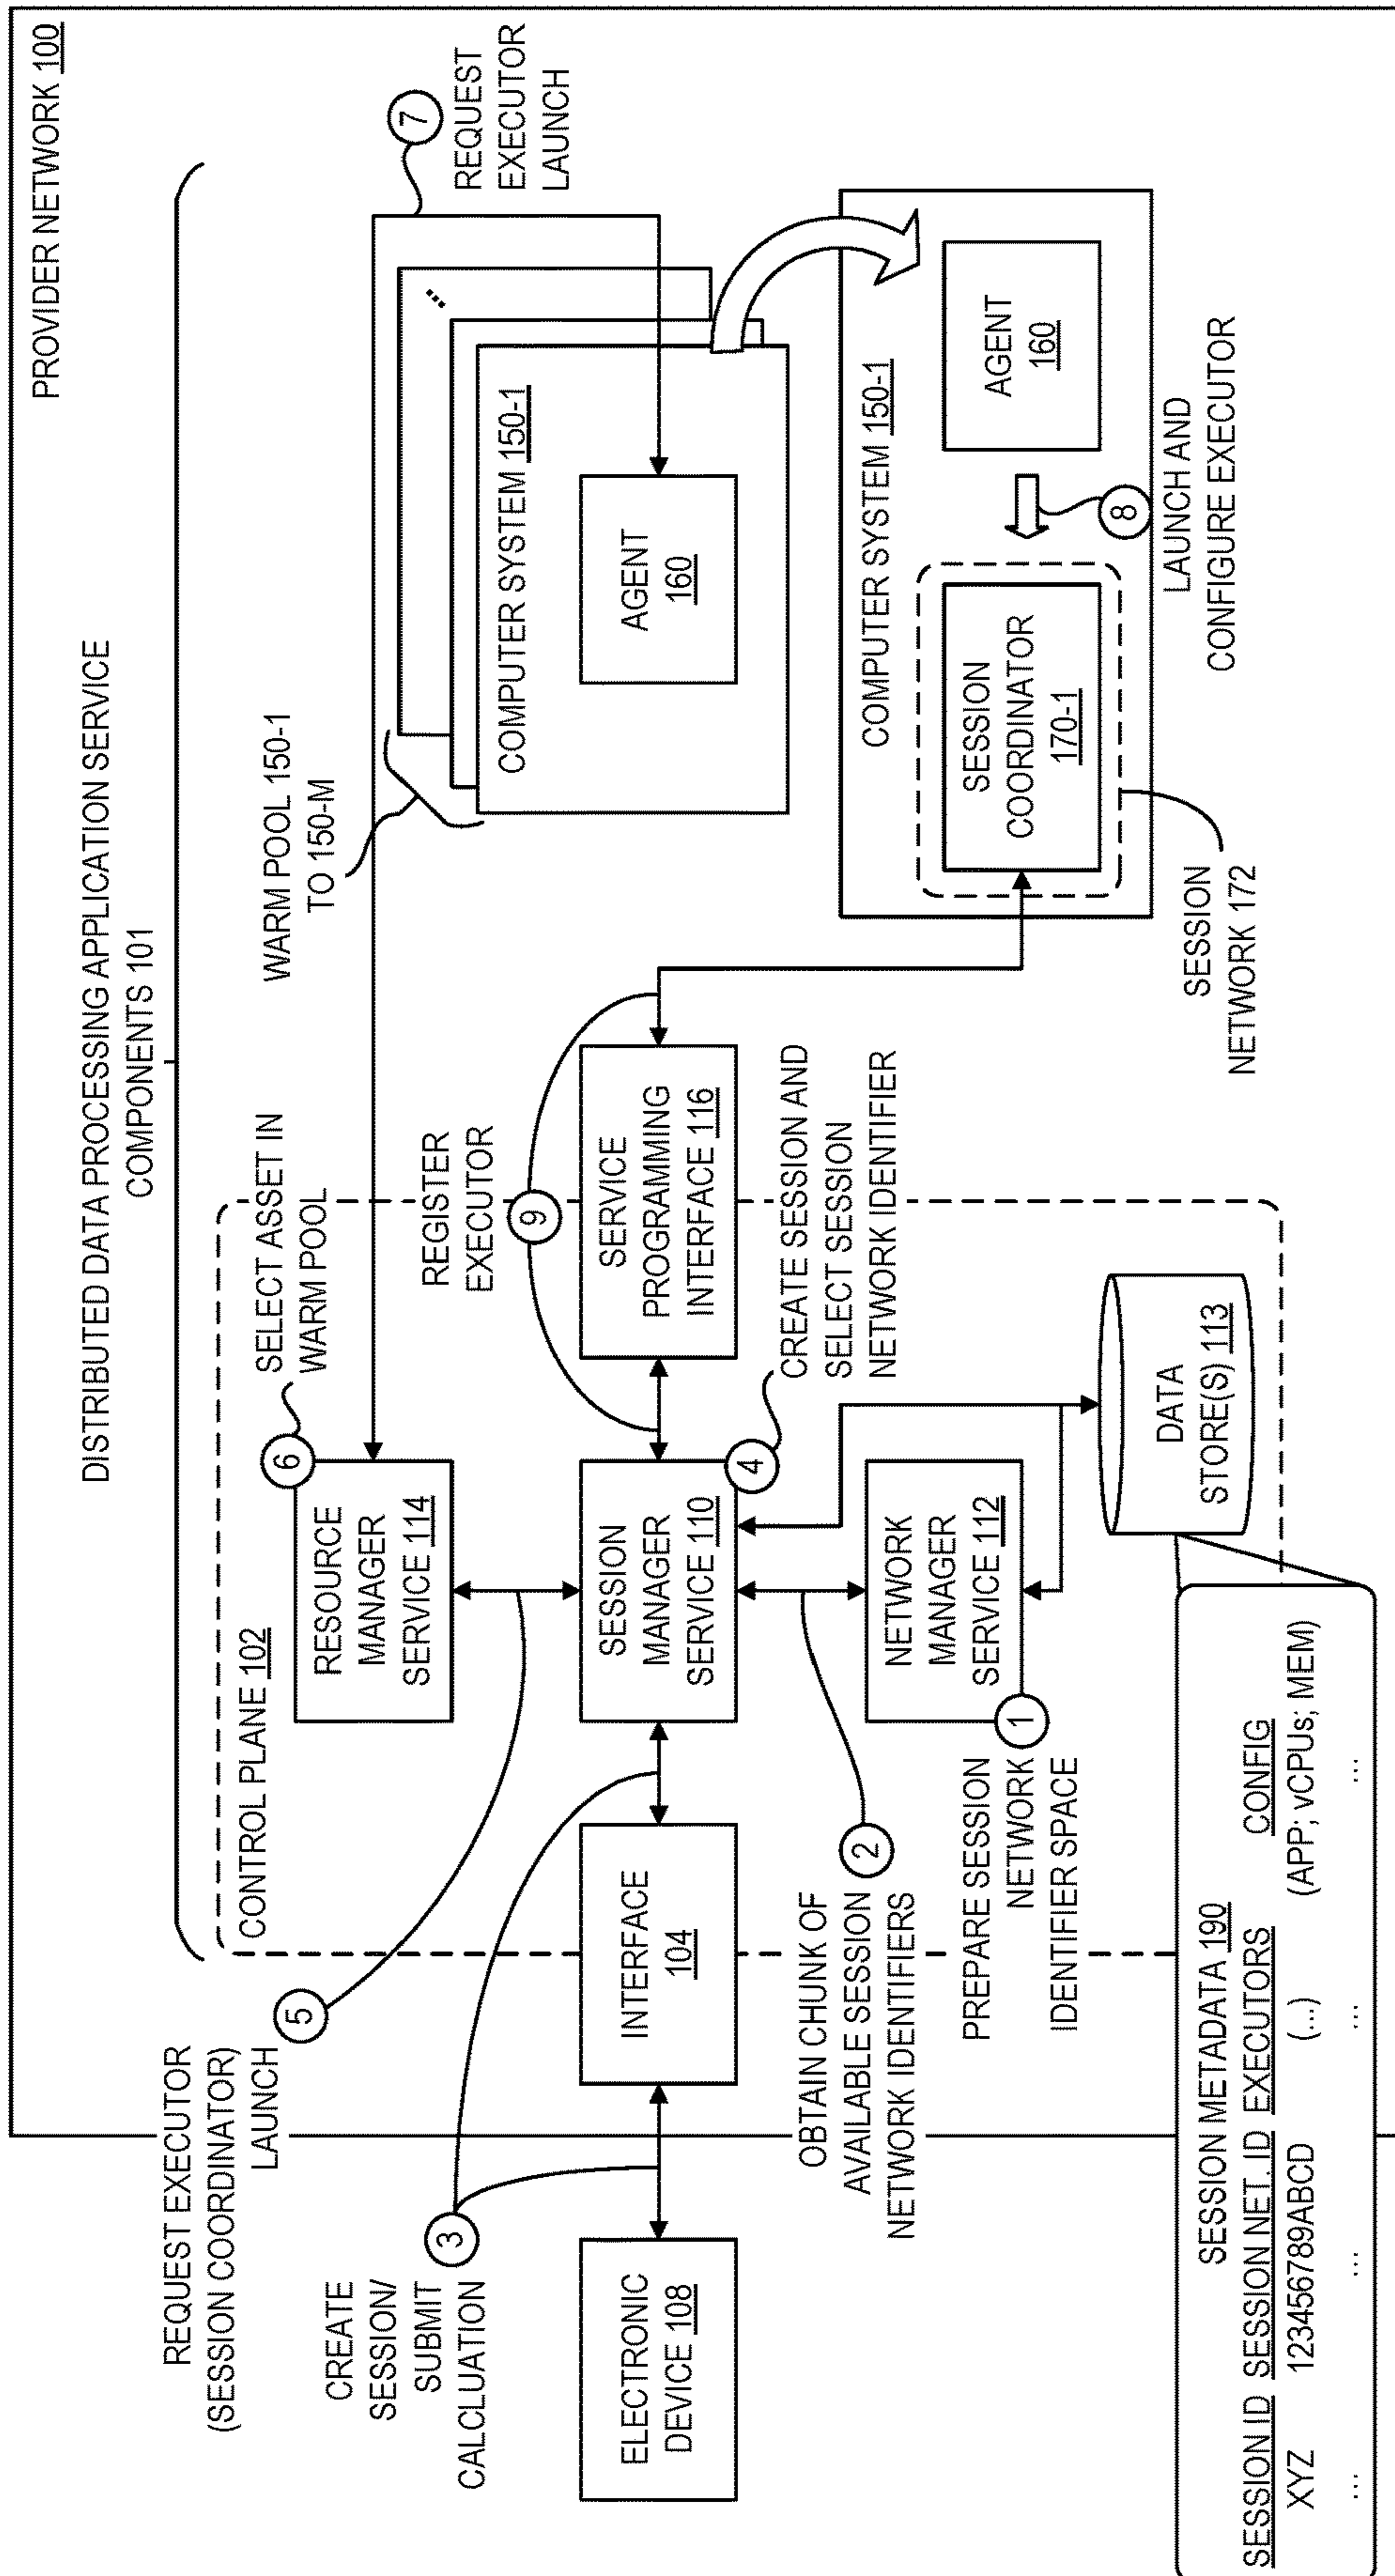 PROVIDER NETWORK 100
DISTRIBUTED DATA PROCESSING APPLICATION SERVICE
COMPONENTS 101
REQUEST EXECUTOR
(SESSION COORDINATOR)
LAUNCH
5
CONTROL PLANE 102
6
SELECT ASSET IN
WARM POOL
WARM POOL 150-1
TO 150-M
7
REQUEST
EXECUTOR
LAUNCH
RESOURCE
MANAGER
SERVICE 114
...
COMPUTER SYSTEM 150-1
AGENT
160
CREATE
SESSION/
SUBMIT
CALCLUATION
3
REGISTER
EXECUTOR
9
ELECTRONIC
DEVICE 108
INTERFACE
104
SESSION
MANAGER
SERVICE 110
SERVICE
PROGRAMMING
INTERFACE 116
4
CREATE SESSION AND
SELECT SESSION
NETWORK IDENTIFIER
OBTAIN CHUNK OF
AVAILABLE SESSION
NETWORK IDENTIFIERS
2
NETWORK
MANAGER
SERVICE 112
1
PREPARE SESSION
NETWORK
IDENTIFIER SPACE
COMPUTER SYSTEM 150-1
SESSION
COORDINATOR
170-1
AGENT
160
8
LAUNCH AND
CONFIGURE EXECUTOR
SESSION
NETWORK 172
DATA
STORE(S) 113
SESSION METADATA 190
SESSION ID SESSION NET. ID EXECUTORS CONFIG
XYZ 123456789ABCD (...) (APP; vCPUs; MEM)
... ... ... ...